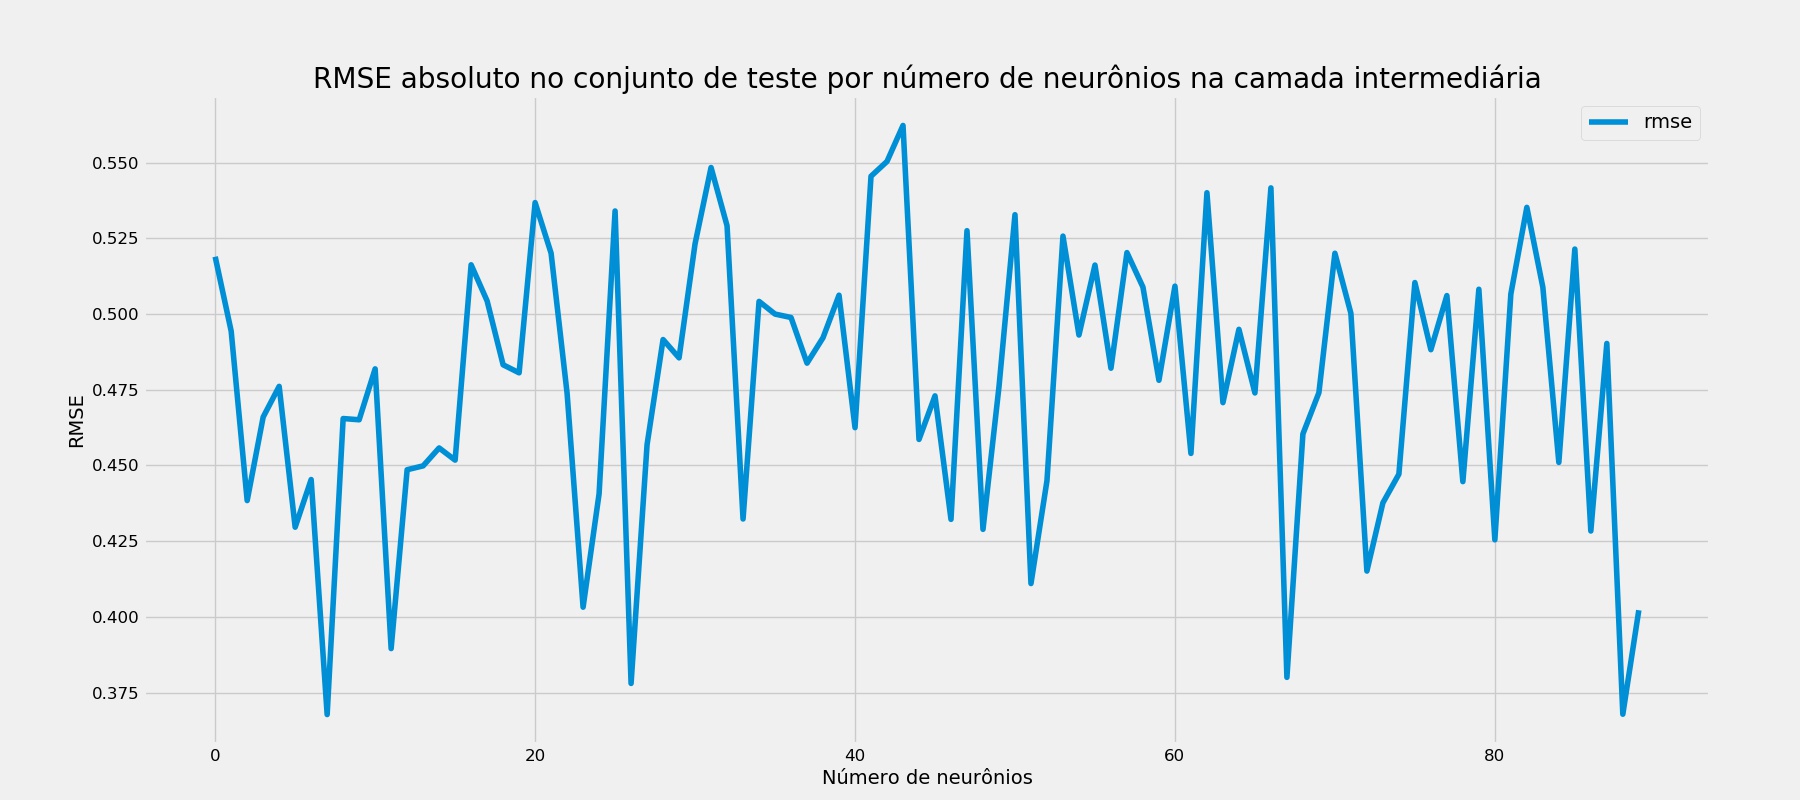 RMSE absoluto no conjunto de teste por número de neurônios na camada intermediária
rmse
0.550
0.525
0.500
0.475
0.450
0.425
0.400
0.375
RMSE
0 20 40 60 80
Número de neurônios